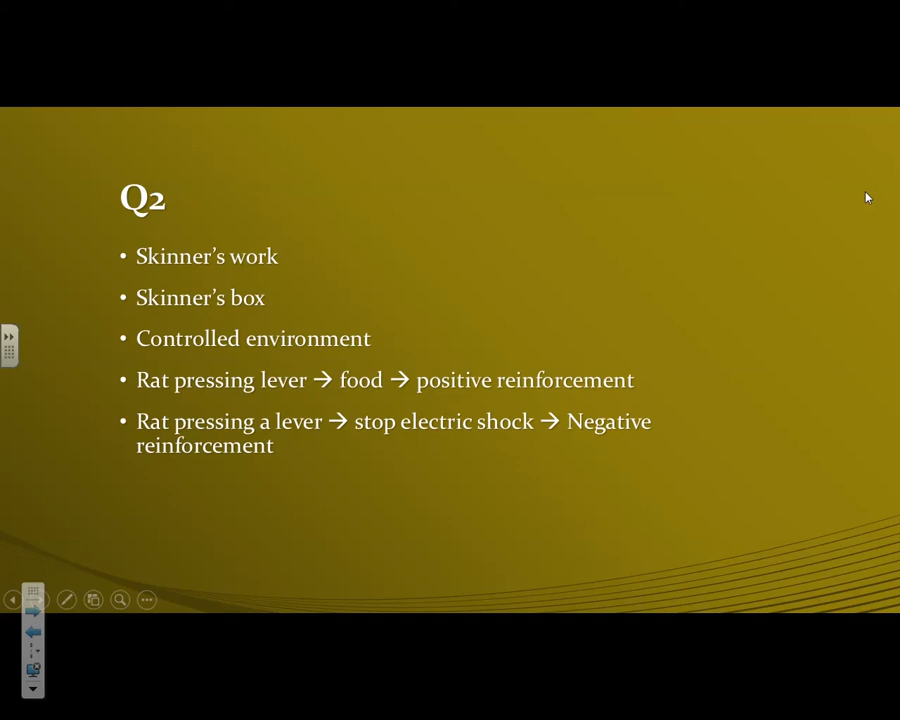 Q2
• Skinner’s work
• Skinner’s box
• Controlled environment
• Rat pressing lever → food → positive reinforcement
• Rat pressing a lever → stop electric shock → Negative
reinforcement